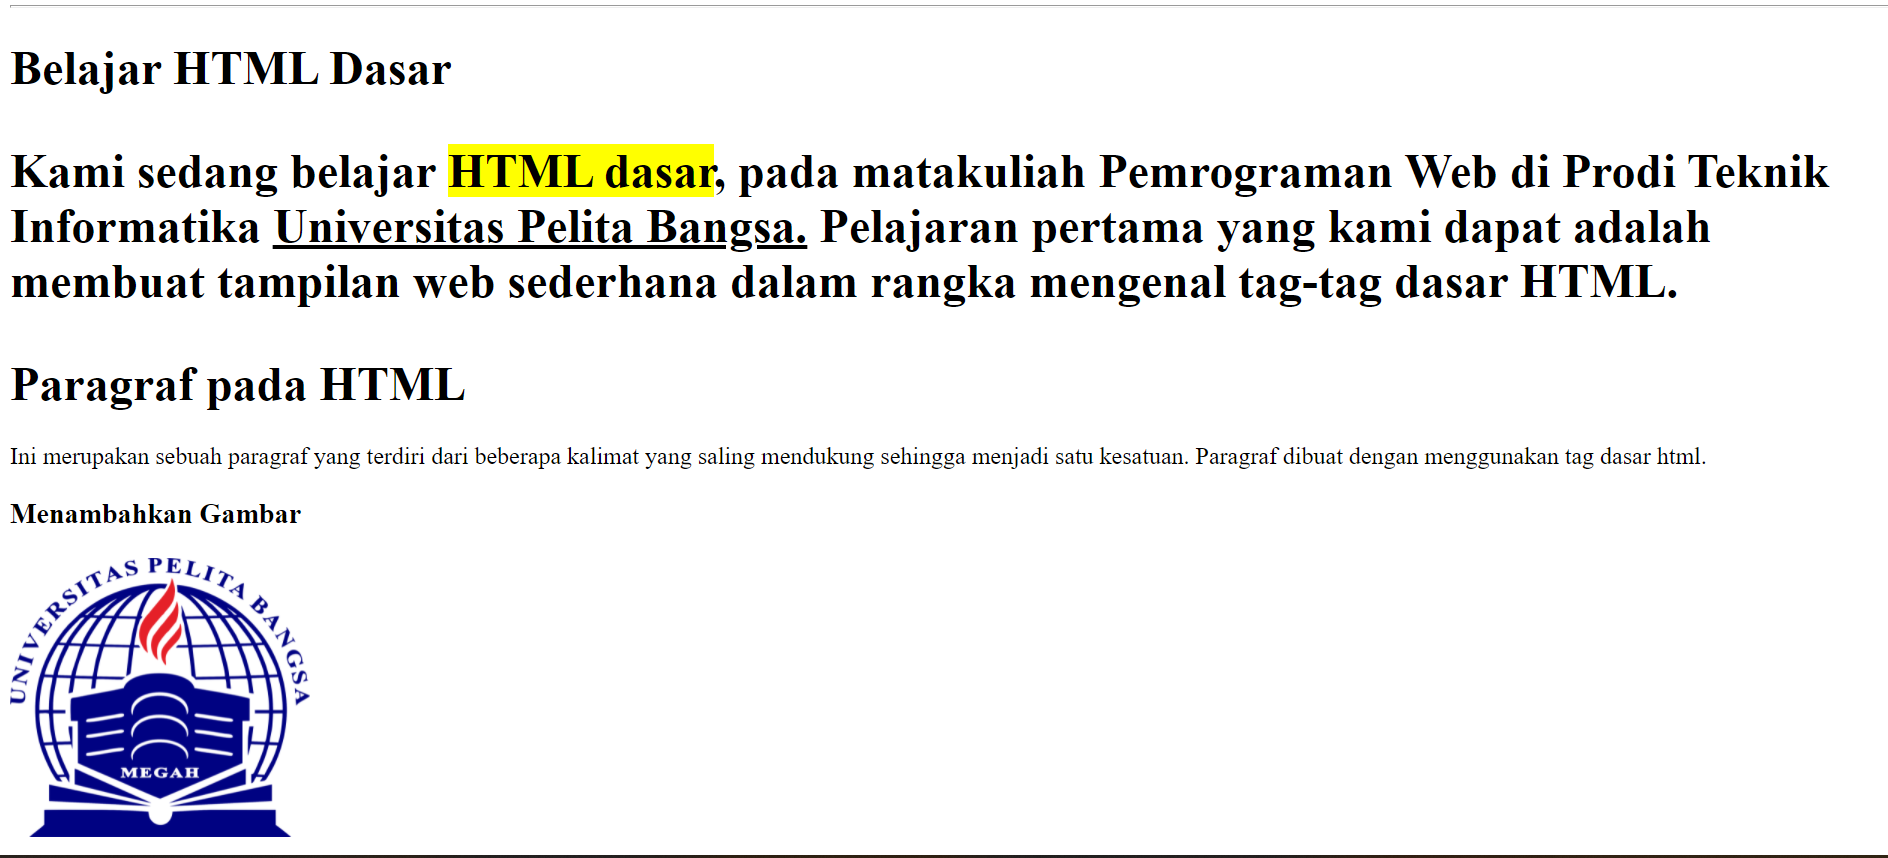 Belajar HTML Dasar
Kami sedang belajar HTML dasar, pada matakuliah Pemrograman Web di Prodi Teknik
Informatika Universitas Pelita Bangsa. Pelajaran pertama yang kami dapat adalah
membuat tampilan web sederhana dalam rangka mengenal tag-tag dasar HTML.
Paragraf pada HTML
Ini merupakan sebuah paragraf yang terdiri dari beberapa kalimat yang saling mendukung sehingga menjadi satu kesatuan. Paragraf dibuat dengan menggunakan tag dasar html.
Menambahkan Gambar
UNIVERSITAS PELITA BANGSA
MEGAH